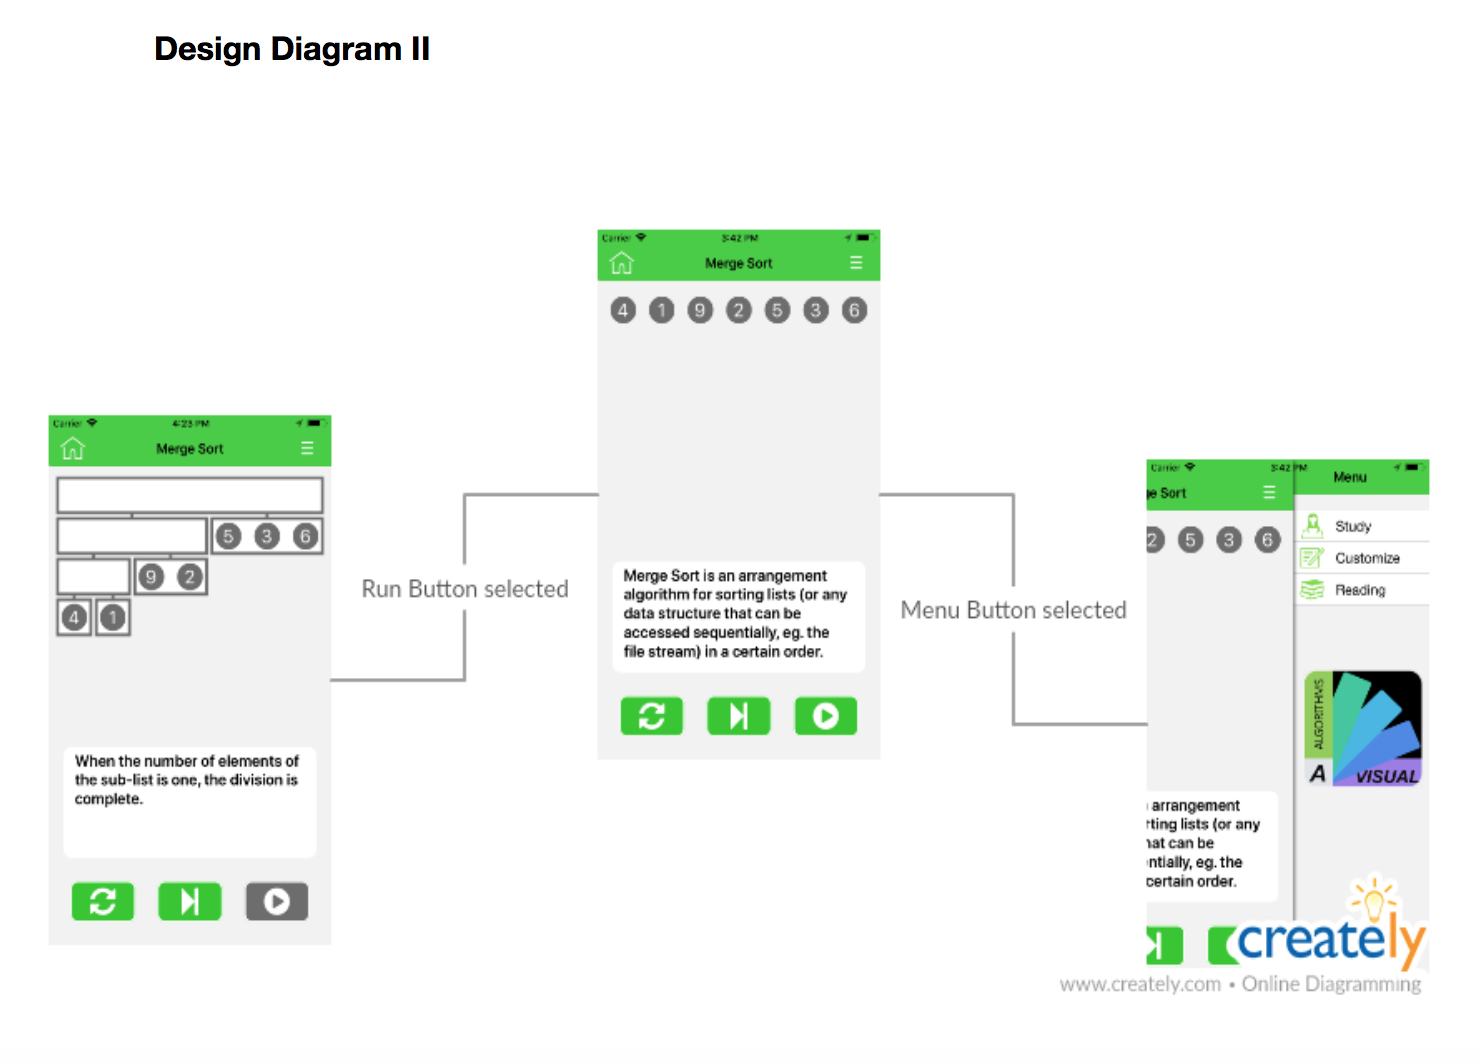 Design Diagram II
Carrier 3:42 PM
Merge Sort
4 1 9 2 5 3 6
Merge Sort is an arrangement
algorithm for sorting lists (or any
data structure that can be
accessed sequentially, eg. the
file stream) in a certain order.
Carrier 4:23 PM
Merge Sort
5 3 6
9 2
4 1
When the number of elements of
the sub-list is one, the division is
complete.
Run Button selected
Menu Button selected
Carrier 3:42 PM
Menu
ge Sort
2 5 3 6
Study
Customize
Reading
ALGORITHMS
A VISUAL
arrangement
rting lists (or any
hat can be
ntially, eg. the
certain order.
creately
www.creately.com • Online Diagramming